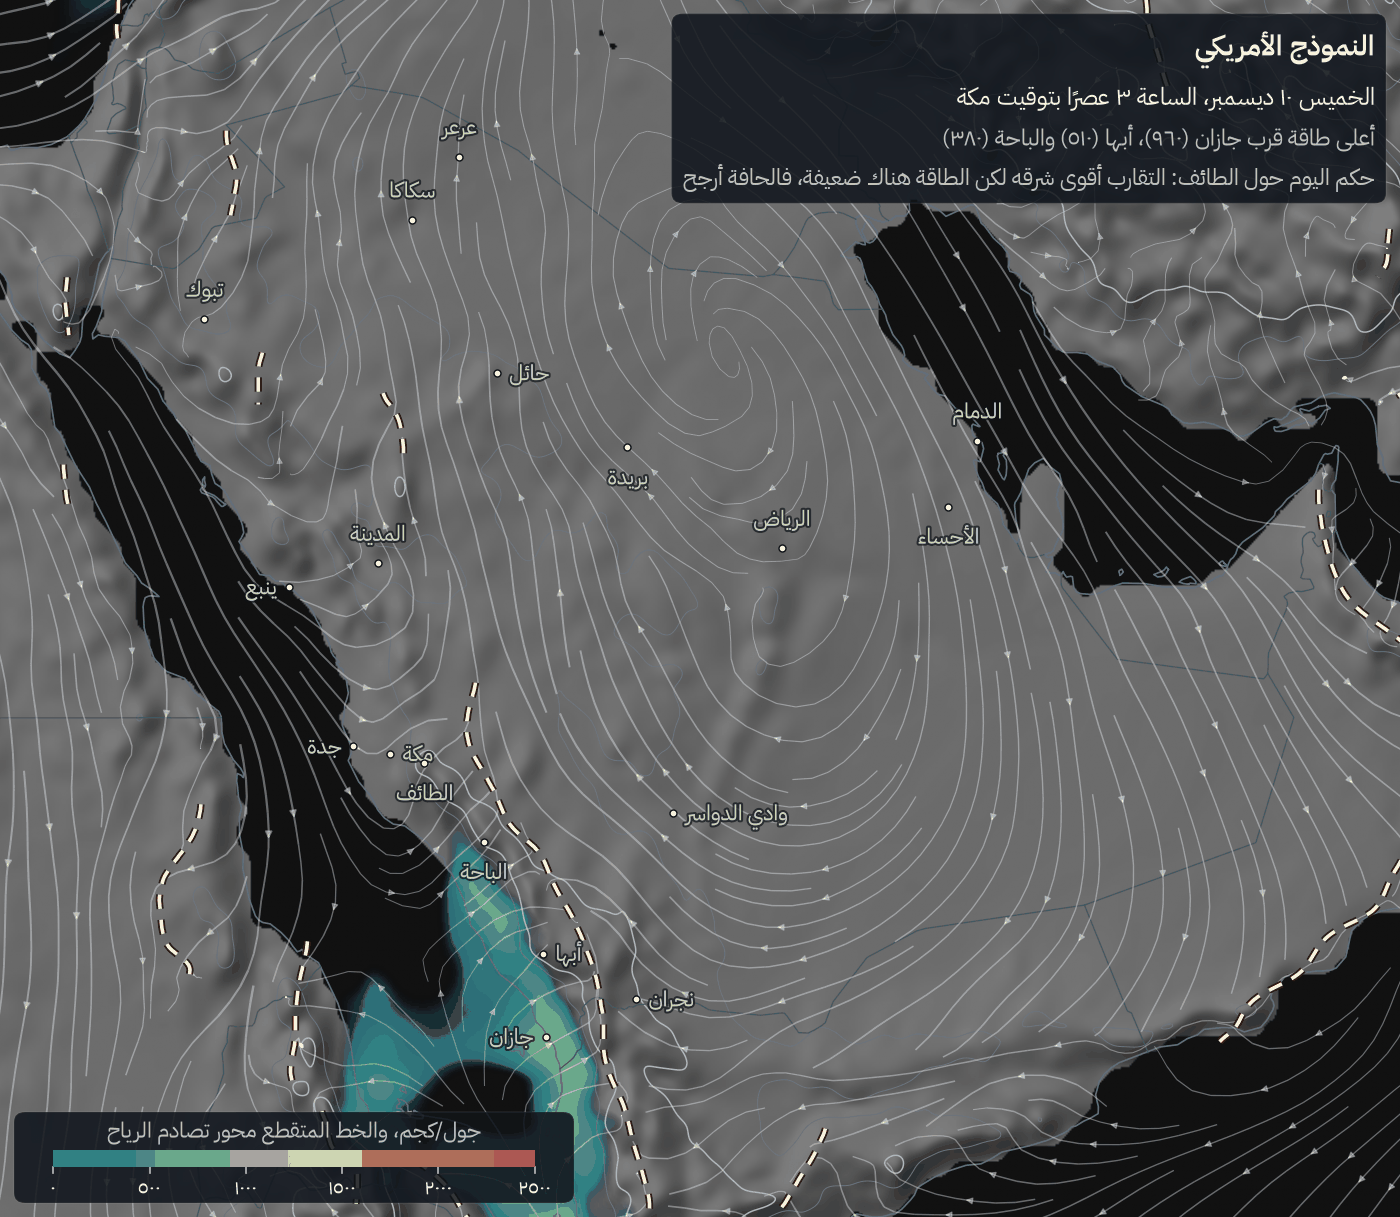 النموذج الأمريكي
الخميس ١٠ ديسمبر، الساعة ٣ عصرًا بتوقيت مكة
أعلى طاقة قرب جازان (٩٦٠)، أبها (٥١٠) والباحة (٣٨٠)
حكم اليوم حول الطائف: التقارب أقوى شرقه لكن الطاقة هناك ضعيفة، فالحافة أرجح
عرعر
سكاكا
تبوك
حائل
الدمام
بريدة
الرياض
الأحساء
المدينة
ينبع
جدة
مكة
الطائف
وادي الدواسر
الباحة
أبها
نجران
جازان
جول/كجم، والخط المتقطع محور تصادم الرياح
٠ ٥٠٠ ١٠٠٠ ١٥٠٠ ٢٠٠٠ ٢٥٠٠